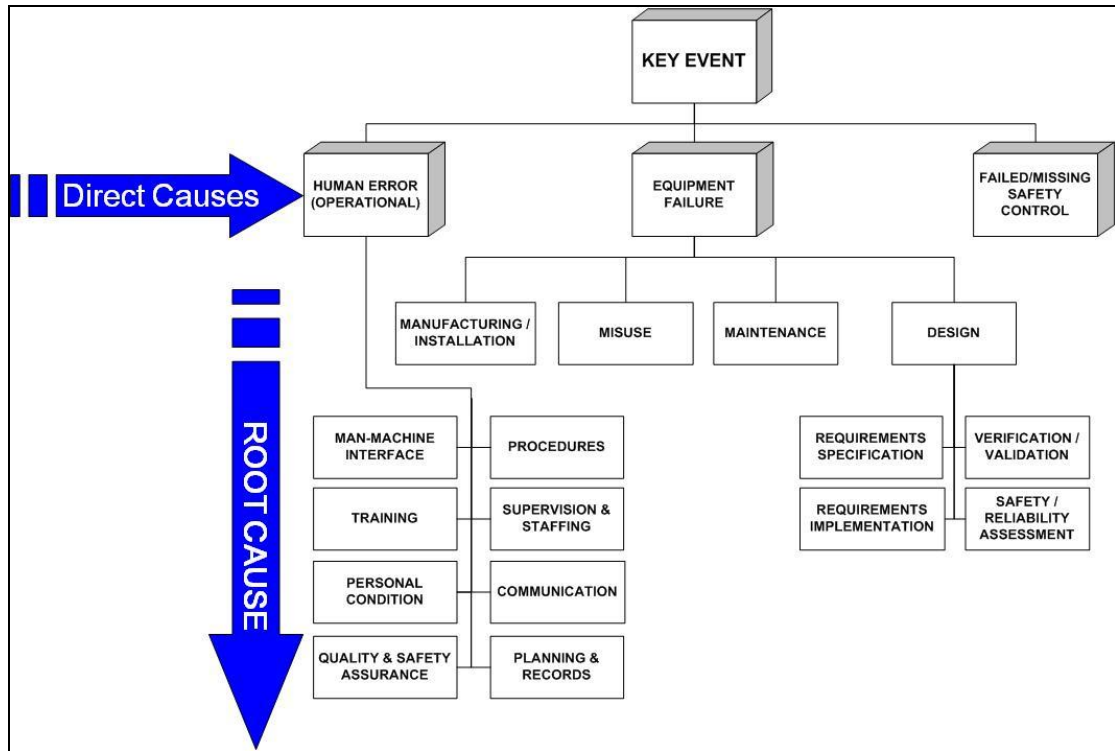 KEY EVENT
Direct Causes
HUMAN ERROR
(OPERATIONAL)
EQUIPMENT
FAILURE
FAILED/MISSING
SAFETY
CONTROL
MANUFACTURING /
INSTALLATION
MISUSE
MAINTENANCE
DESIGN
ROOT CAUSE
MAN-MACHINE
INTERFACE
PROCEDURES
TRAINING
SUPERVISION &
STAFFING
PERSONAL
CONDITION
COMMUNICATION
QUALITY & SAFETY
ASSURANCE
PLANNING &
RECORDS
REQUIREMENTS
SPECIFICATION
VERIFICATION /
VALIDATION
REQUIREMENTS
IMPLEMENTATION
SAFETY /
RELIABILITY
ASSESSMENT